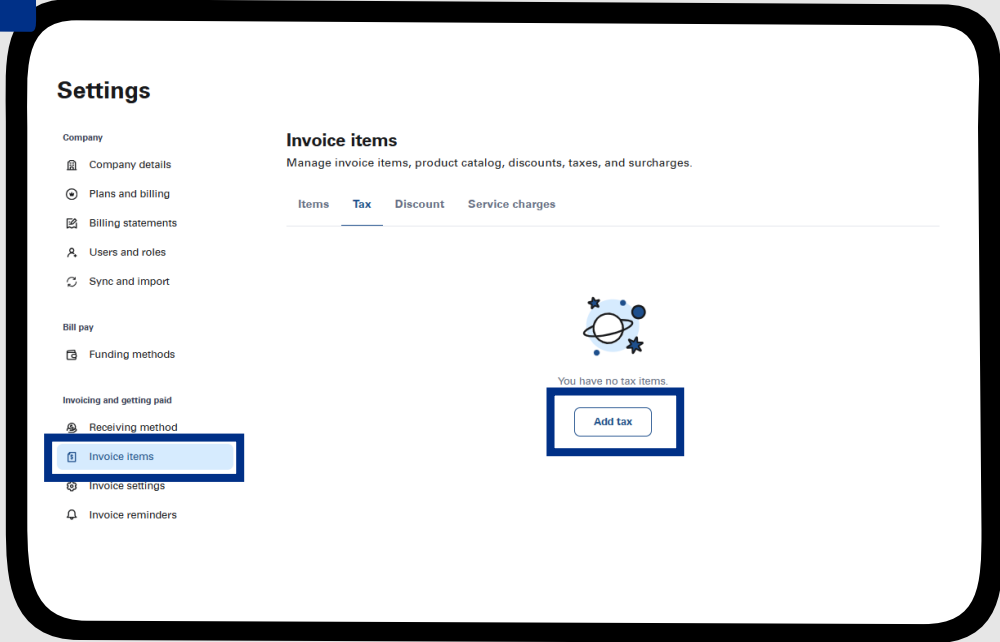 Settings
Company
Company details
Plans and billing
Billing statements
Users and roles
Sync and import
Bill pay
Funding methods
Invoicing and getting paid
Receiving method
Invoice items
Invoice settings
Invoice reminders
Invoice items
Manage invoice items, product catalog, discounts, taxes, and surcharges.
Items Tax Discount Service charges
You have no tax items.
Add tax